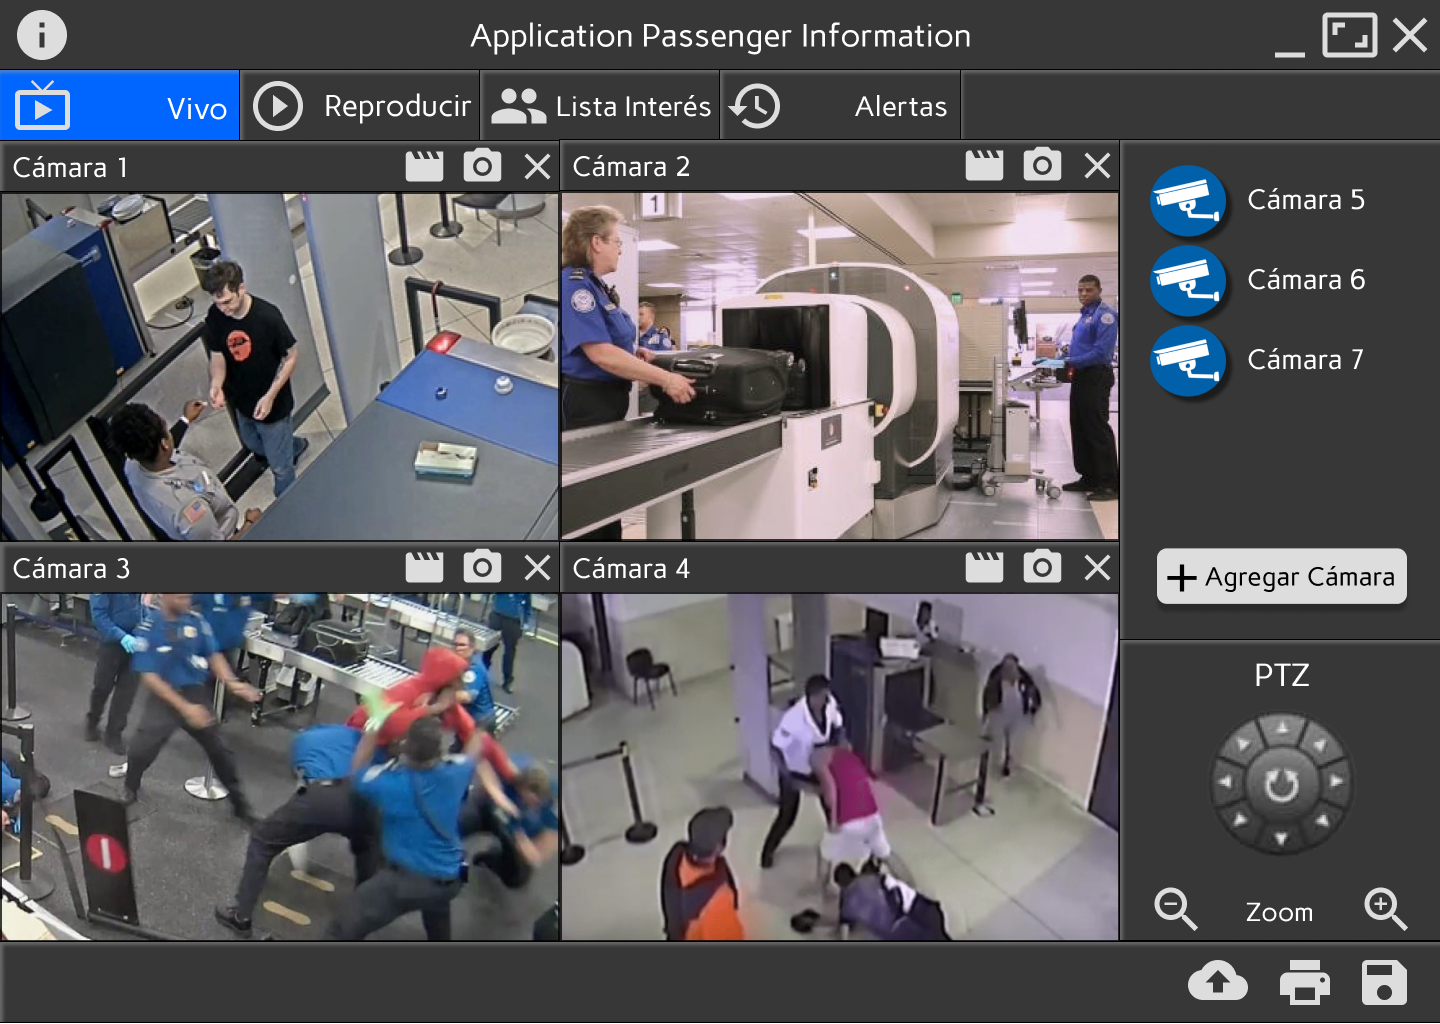 Application Passenger Information
Vivo
Reproducir
Lista Interés
Alertas
Cámara 1
Cámara 2
1
Cámara 5
Cámara 6
Cámara 7
Cámara 3
Cámara 4
Agregar Cámara
PTZ
Zoom